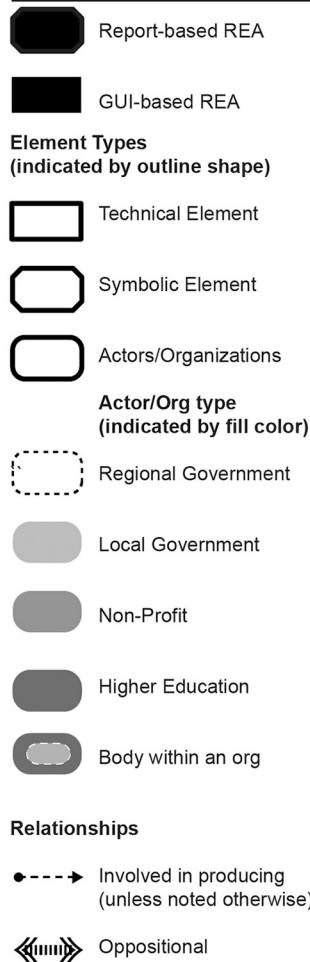 Report-based REA
GUI-based REA
Element Types
(indicated by outline shape)
Technical Element
Symbolic Element
Actors/Organizations
Actor/Org type
(indicated by fill color)
Regional Government
Local Government
Non-Profit
Higher Education
Body within an org
Relationships
Involved in producing
(unless noted otherwise)
Oppositional